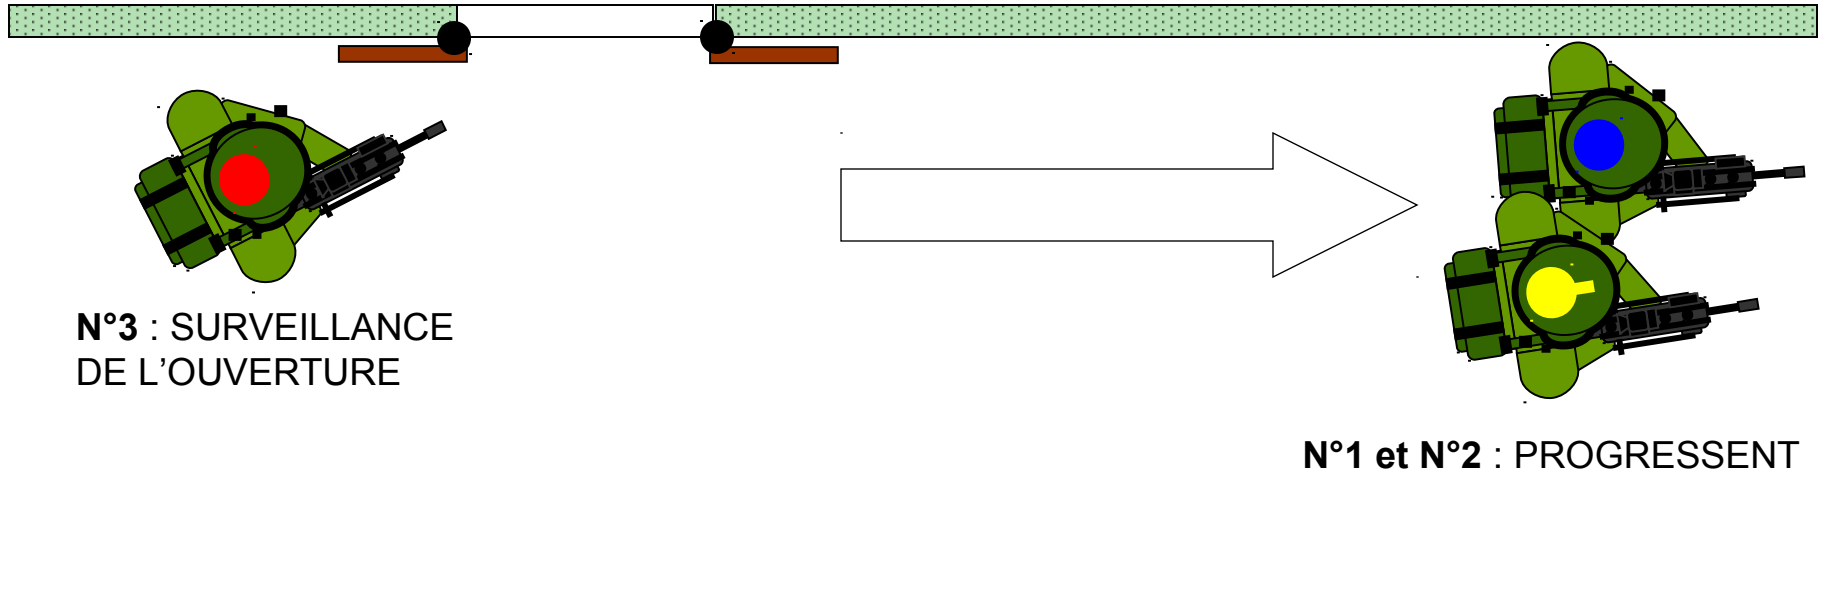 N°3 : SURVEILLANCE
DE L’OUVERTURE
N°1 et N°2 : PROGRESSENT